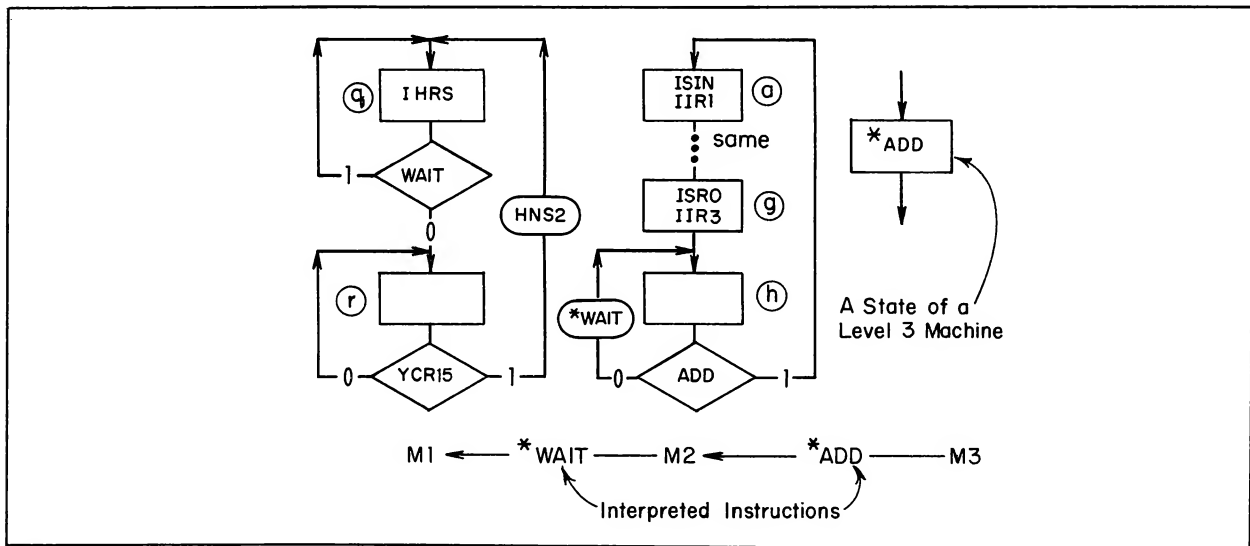 q
I HRS
WAIT
1
0
HNS2
r
YCR15
0
1
ISIN
IIR1
a
same
ISRO
IIR3
g
*WAIT
h
ADD
0
1
*ADD
A State of a
Level 3 Machine
M1 *WAIT M2 *ADD M3
Interpreted Instructions